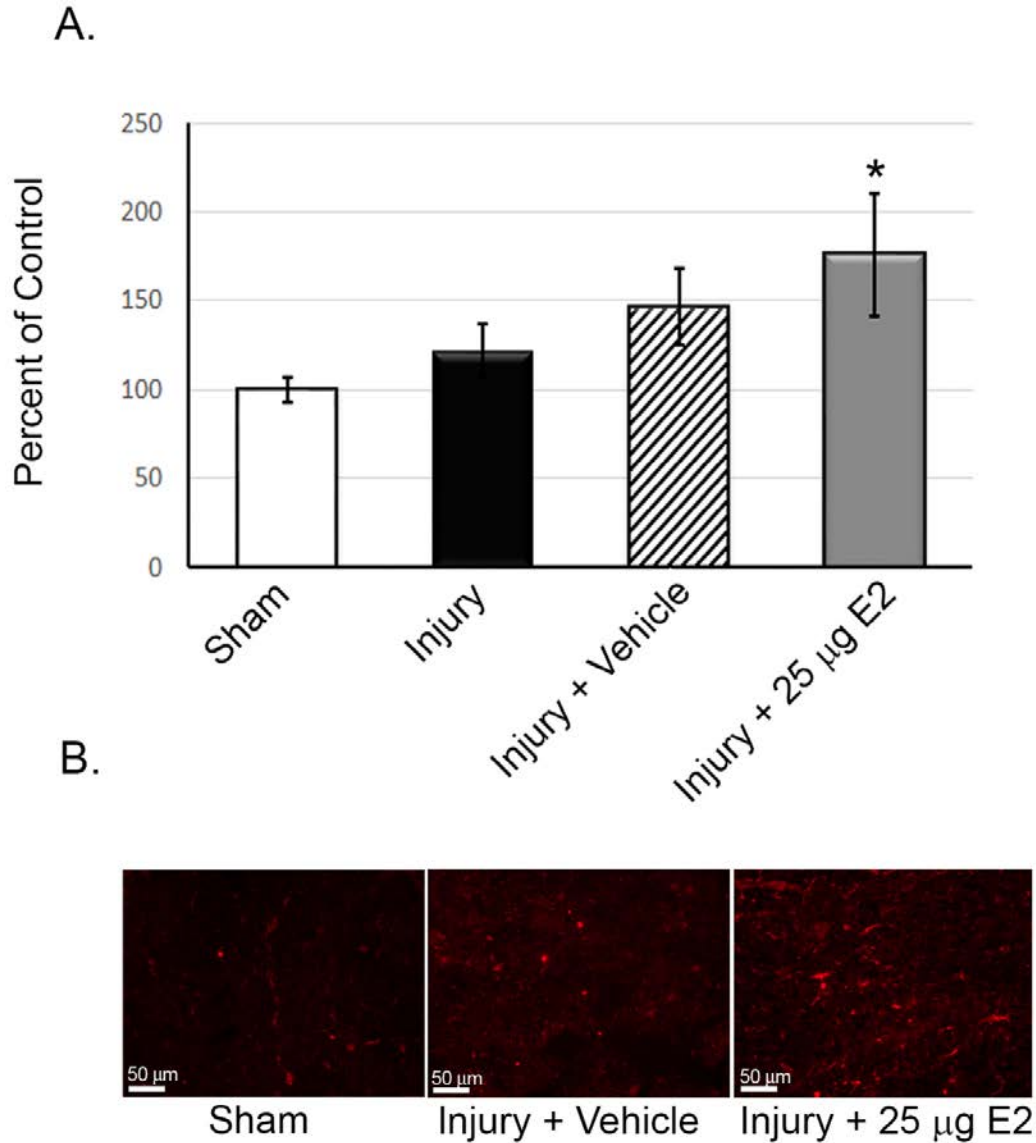 A.
250
*
200
150
100
50
0
Percent of Control
Sham
Injury
Injury + Vehicle
Injury + 25 μg E2
B.
50 μm
50 μm
50 μm
Sham
Injury + Vehicle
Injury + 25 μg E2